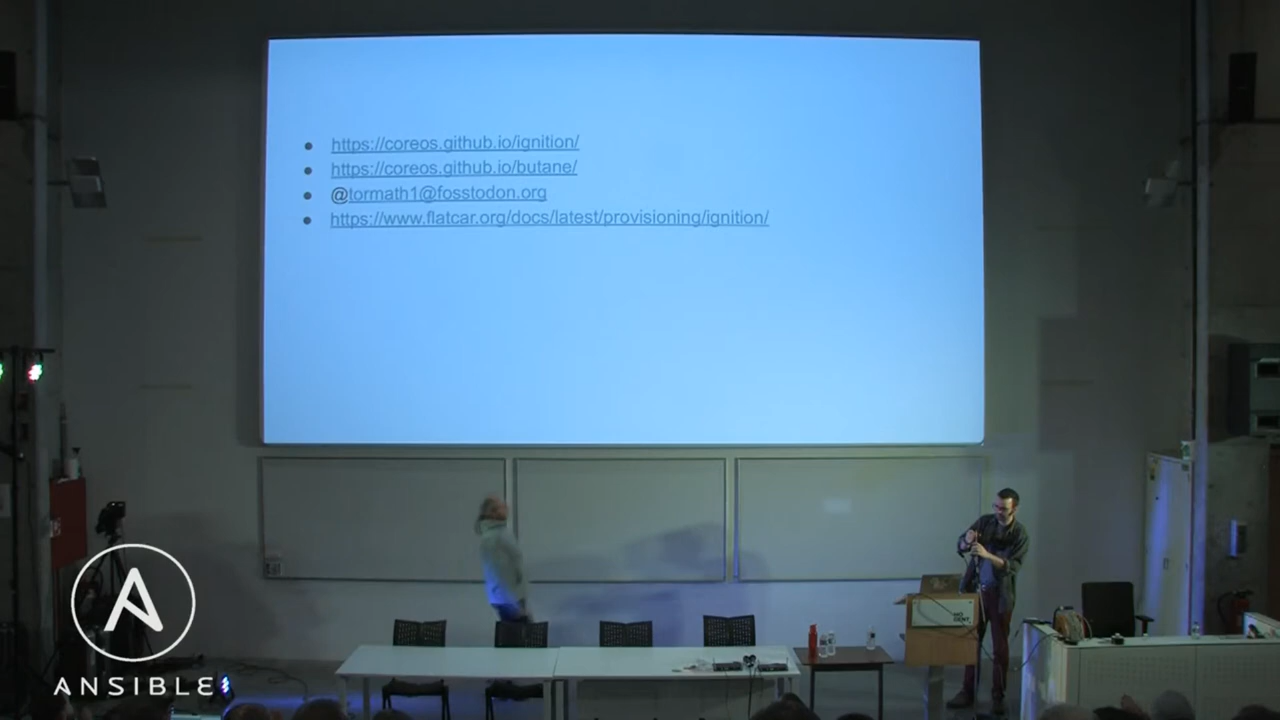 https://coreos.github.io/ignition/
https://coreos.github.io/butane/
@tormath1@fosstodon.org
https://www.flatcar.org/docs/latest/provisioning/ignition/
ANSIBLE